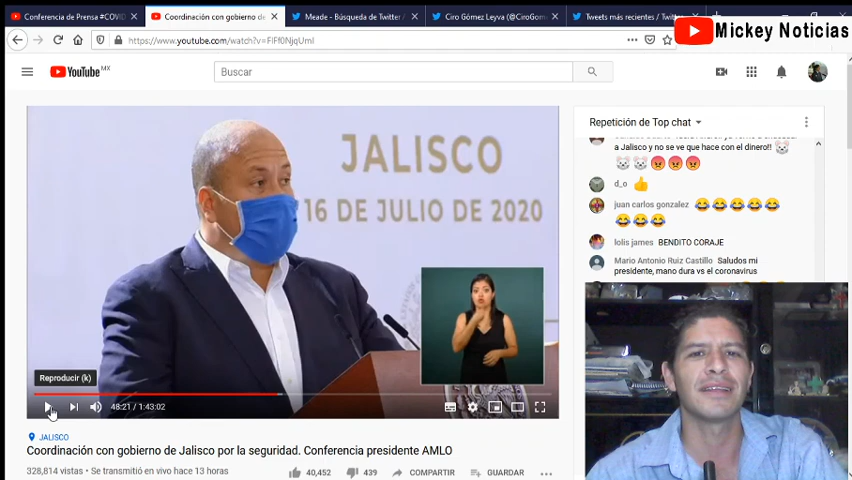 Conferencia de Prensa #COVID
Coordinación con gobierno de
Meade - Búsqueda de Twitter /
Ciro Gómez Leyva (@CiroGom
Tweets más recientes / Twitte
Mickey Noticias
https://www.youtube.com/watch?v=FlFf0NjqUmI
YouTube MX
Buscar
JALISCO
16 DE JULIO DE 2020
Repetición de Top chat
a Jalisco y no se ve que hace con el dinero!!
d_o
juan carlos gonzalez
lolis james BENDITO CORAJE
Mario Antonio Ruiz Castillo Saludos mi
presidente, mano dura vs el coronavirus
Reproducir (k)
48:21 / 1:43:02
JALISCO
Coordinación con gobierno de Jalisco por la seguridad. Conferencia presidente AMLO
328,814 vistas • Se transmitió en vivo hace 13 horas
40,452
439
COMPARTIR
GUARDAR